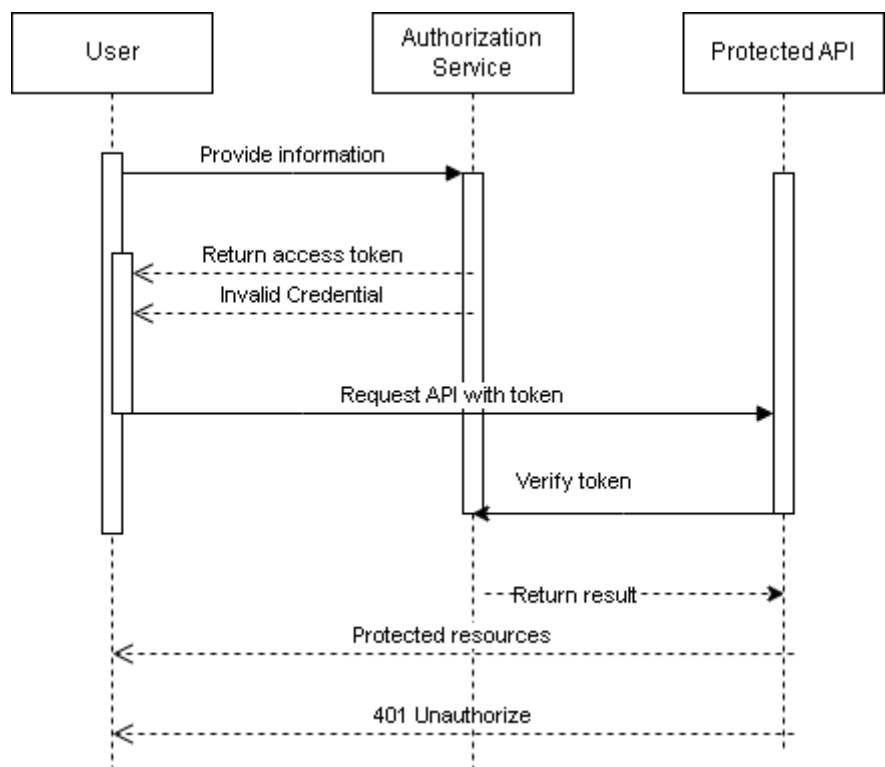 User
Authorization
Service
Protected API
Provide information
Return access token
Invalid Credential
Request API with token
Verify token
Return result
Protected resources
401 Unauthorize